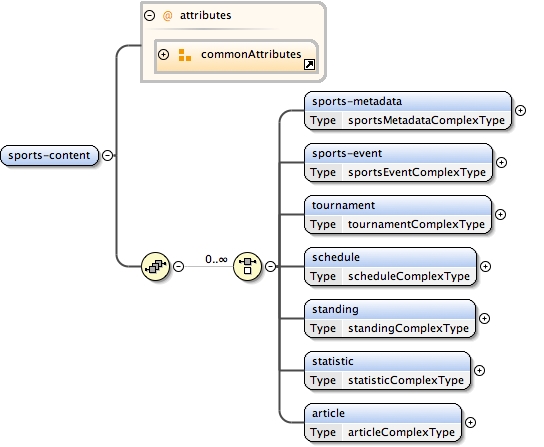 @ attributes
commonAttributes
sports-content
0..∞
sports-metadata
Type sportsMetadataComplexType
sports-event
Type sportsEventComplexType
tournament
Type tournamentComplexType
schedule
Type scheduleComplexType
standing
Type standingComplexType
statistic
Type statisticComplexType
article
Type articleComplexType